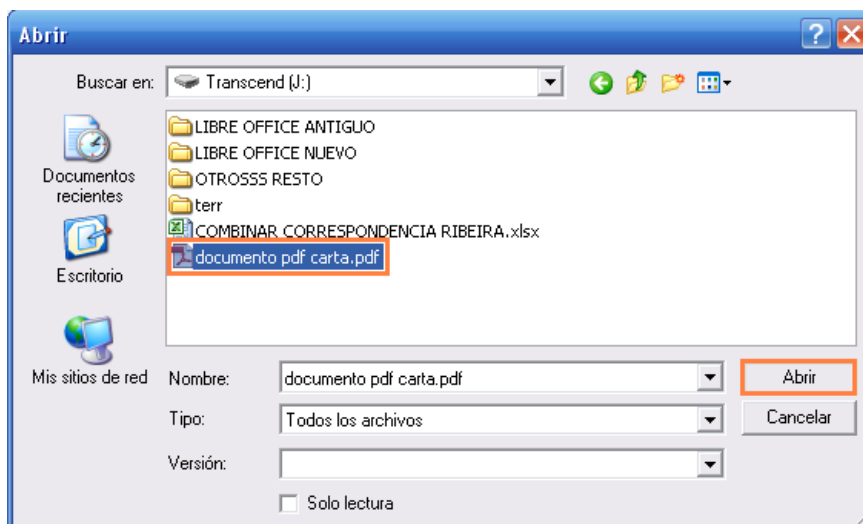 Abrir
Buscar en: Transcend (J:)
Documentos recientes
Escritorio
Mis sitios de red
LIBRE OFFICE ANTIGUO
LIBRE OFFICE NUEVO
OTROSSS RESTO
terr
COMBINAR CORRESPONDENCIA RIBEIRA.xlsx
documento pdf carta.pdf
Nombre: documento pdf carta.pdf Abrir
Tipo: Todos los archivos Cancelar
Versión:
Solo lectura